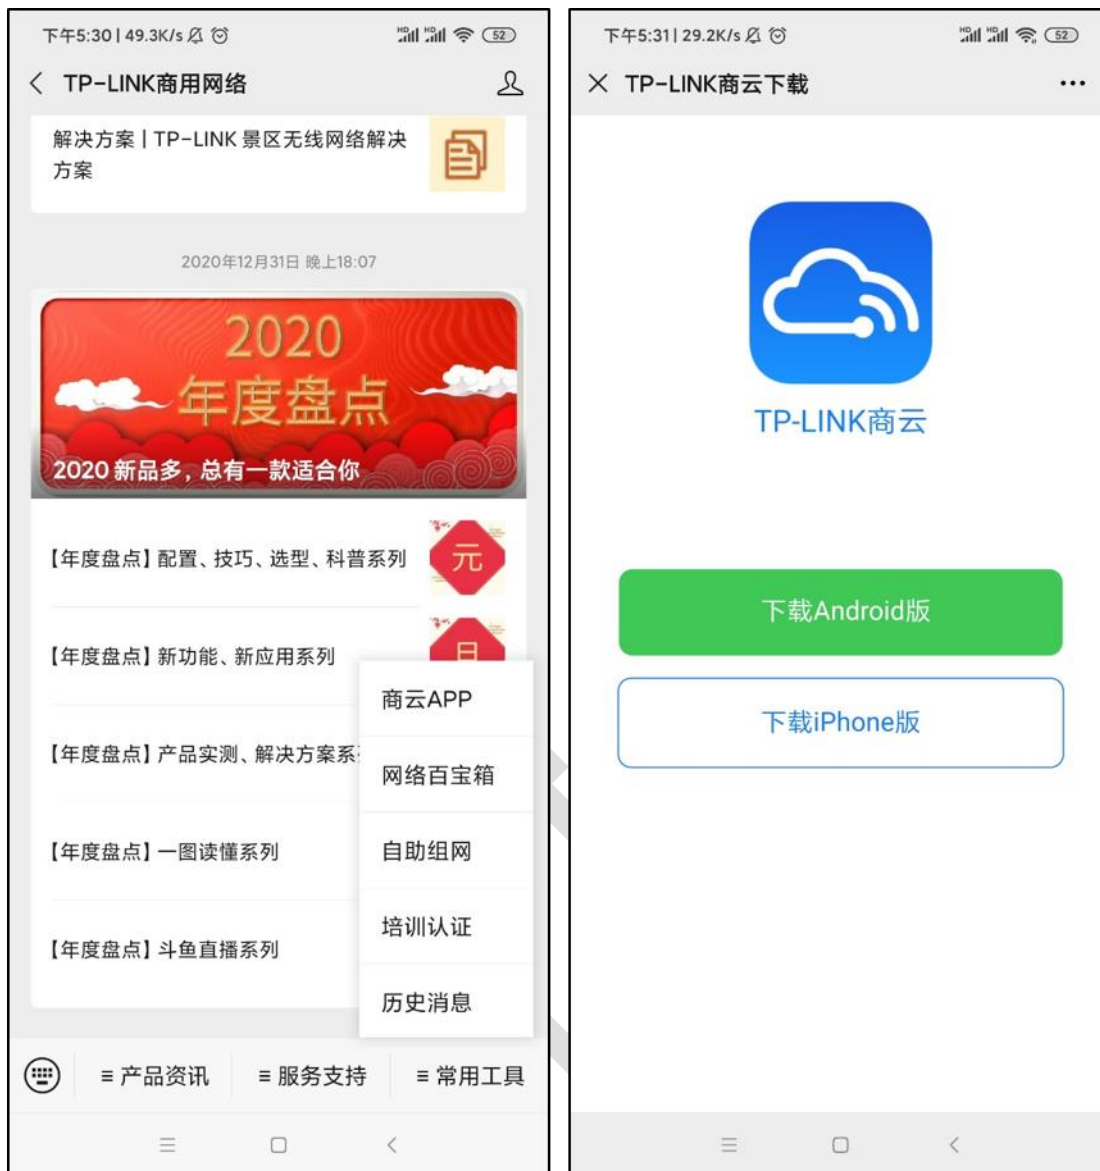 下午5:30 | 49.3K/s
HD HD 52
TP-LINK商用网络
解决方案 | TP-LINK 景区无线网络解决
方案
2020年12月31日 晚上18:07
2020
年度盘点
2020 新品多，总有一款适合你
【年度盘点】配置、技巧、选型、科普系列
元
【年度盘点】新功能、新应用系列
【年度盘点】产品实测、解决方案系
【年度盘点】一图读懂系列
【年度盘点】斗鱼直播系列
商云APP
网络百宝箱
自助组网
培训认证
历史消息
产品资讯
服务支持
常用工具
下午5:31 | 29.2K/s
HD HD 52
TP-LINK商云下载
TP-LINK商云
下载Android版
下载iPhone版